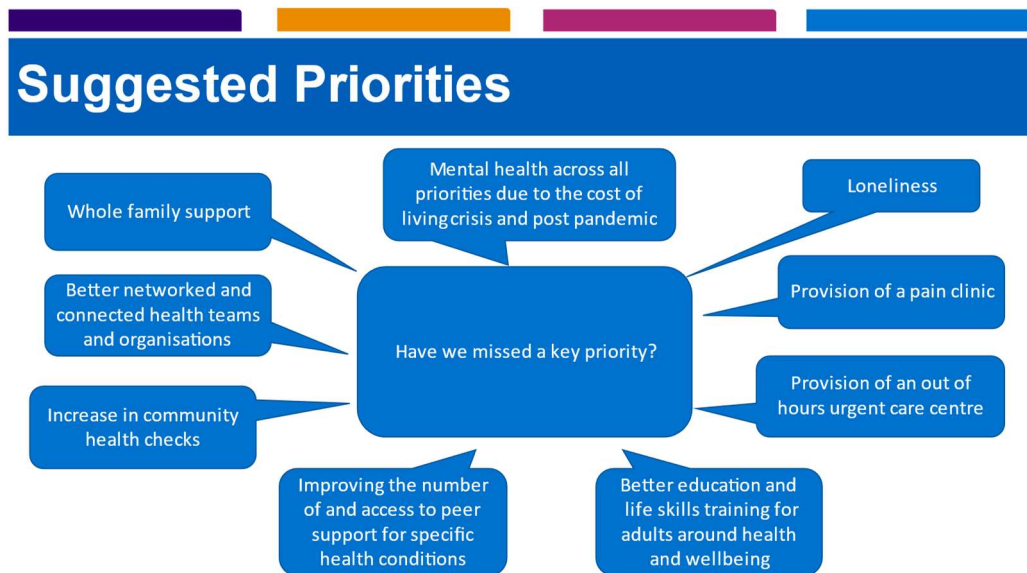 Suggested Priorities
Mental health across all
priorities due to the cost of
living crisis and post pandemic
Loneliness
Whole family support
Provision of a pain clinic
Better networked and
connected health teams
and organisations
Have we missed a key priority?
Provision of an out of
hours urgent care centre
Increase in community
health checks
Improving the number
of and access to peer
support for specific
health conditions
Better education and
life skills training for
adults around health
and wellbeing